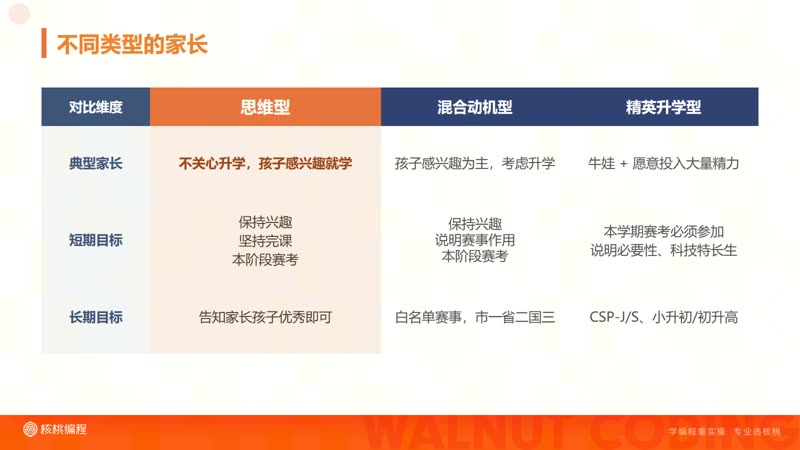 不同类型的家长
对比维度 思维型 混合动机型 精英升学型
典型家长 不关心升学，孩子感兴趣就学 孩子感兴趣为主，考虑升学 牛娃 + 愿意投入大量精力
短期目标
保持兴趣
坚持完课
本阶段赛考
保持兴趣
说明赛事作用
本阶段赛考
本学期赛考必须参加
说明必要性、科技特长生
长期目标 告知家长孩子优秀即可 白名单赛事，市一省二国三 CSP-J/S、小升初/初升高
核桃编程
WALNUT CODING
学编程重实操 专业选核桃